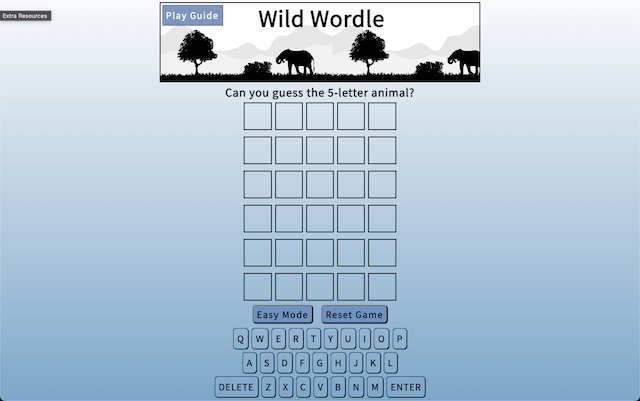 Extra Resources
Play Guide
Wild Wordle
Can you guess the 5-letter animal?
Easy Mode Reset Game
Q W E R T Y U I O P
A S D F G H J K L
DELETE Z X C V B N M ENTER